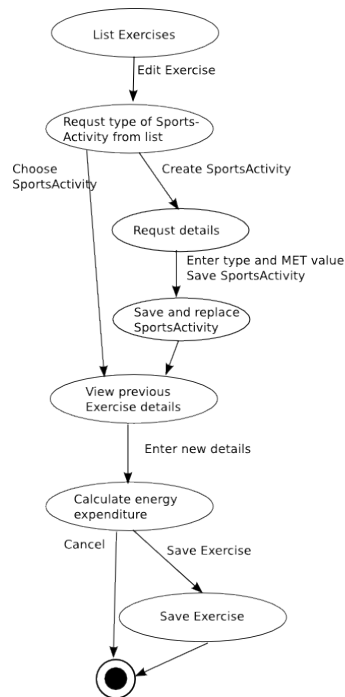 List Exercises
Edit Exercise
Requst type of Sports-
Activity from list
Choose
SportsActivity
Create SportsActivity
Requst details
Enter type and MET value
Save SportsActivity
Save and replace
SportsActivity
View previous
Exercise details
Enter new details
Calculate energy
expenditure
Cancel
Save Exercise
Save Exercise